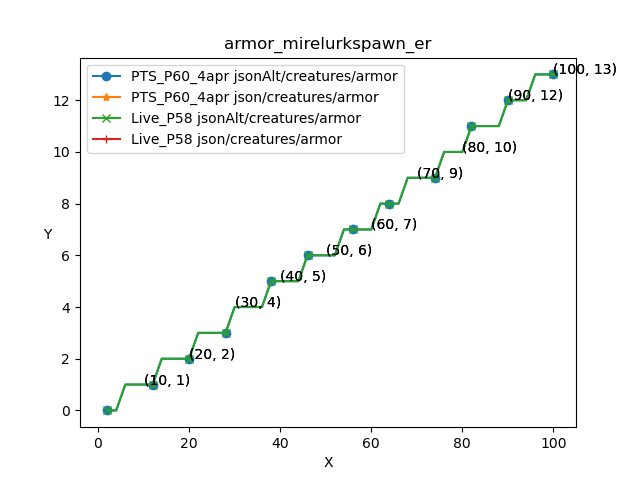 armor_mirelurkspawn_er
PTS_P60_4apr jsonAlt/creatures/armor
PTS_P60_4apr json/creatures/armor
Live_P58 jsonAlt/creatures/armor
Live_P58 json/creatures/armor
(100, 13)
(90, 12)
(80, 10)
(70, 9)
(60, 7)
(50, 6)
(40, 5)
(30, 4)
(20, 2)
(10, 1)
Y
12
10
8
6
4
2
0
0 20 40 60 80 100
X